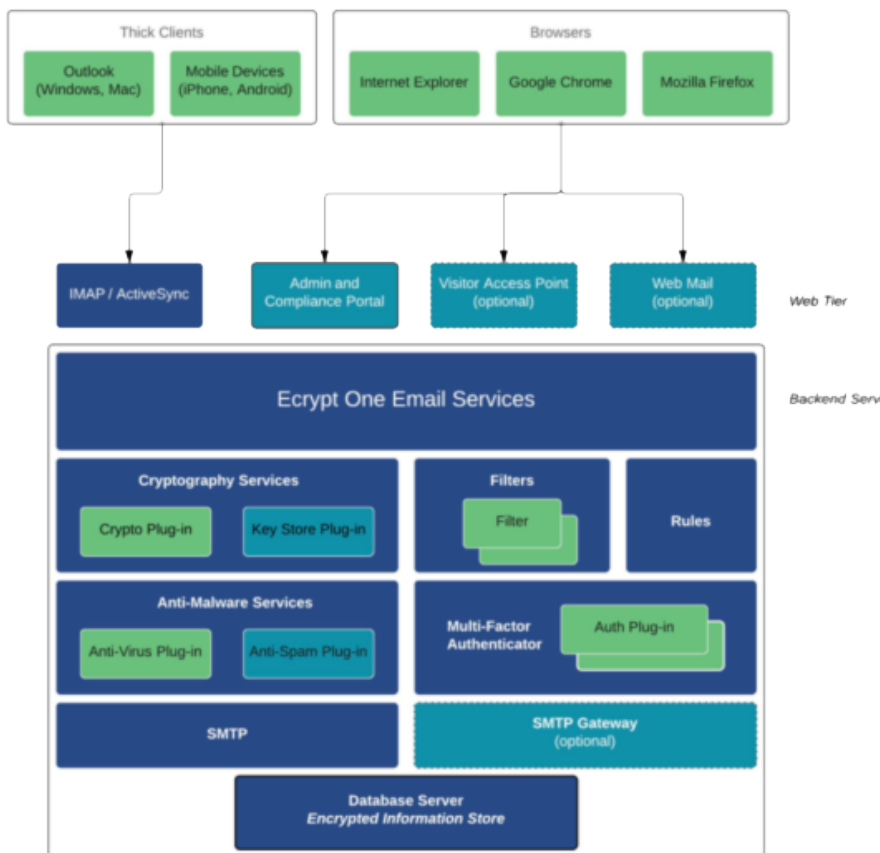 Thick Clients
Browsers
Outlook
(Windows, Mac)
Mobile Devices
(iPhone, Android)
Internet Explorer
Google Chrome
Mozilla Firefox
IMAP / ActiveSync
Admin and
Compliance Portal
Visitor Access Point
(optional)
Web Mail
(optional)
Web Tier
Ecrypt One Email Services
Backend Serv
Cryptography Services
Crypto Plug-in
Key Store Plug-in
Filters
Filter
Rules
Anti-Malware Services
Anti-Virus Plug-in
Anti-Spam Plug-in
Multi-Factor
Authenticator
Auth Plug-in
SMTP
SMTP Gateway
(optional)
Database Server
Encrypted Information Store